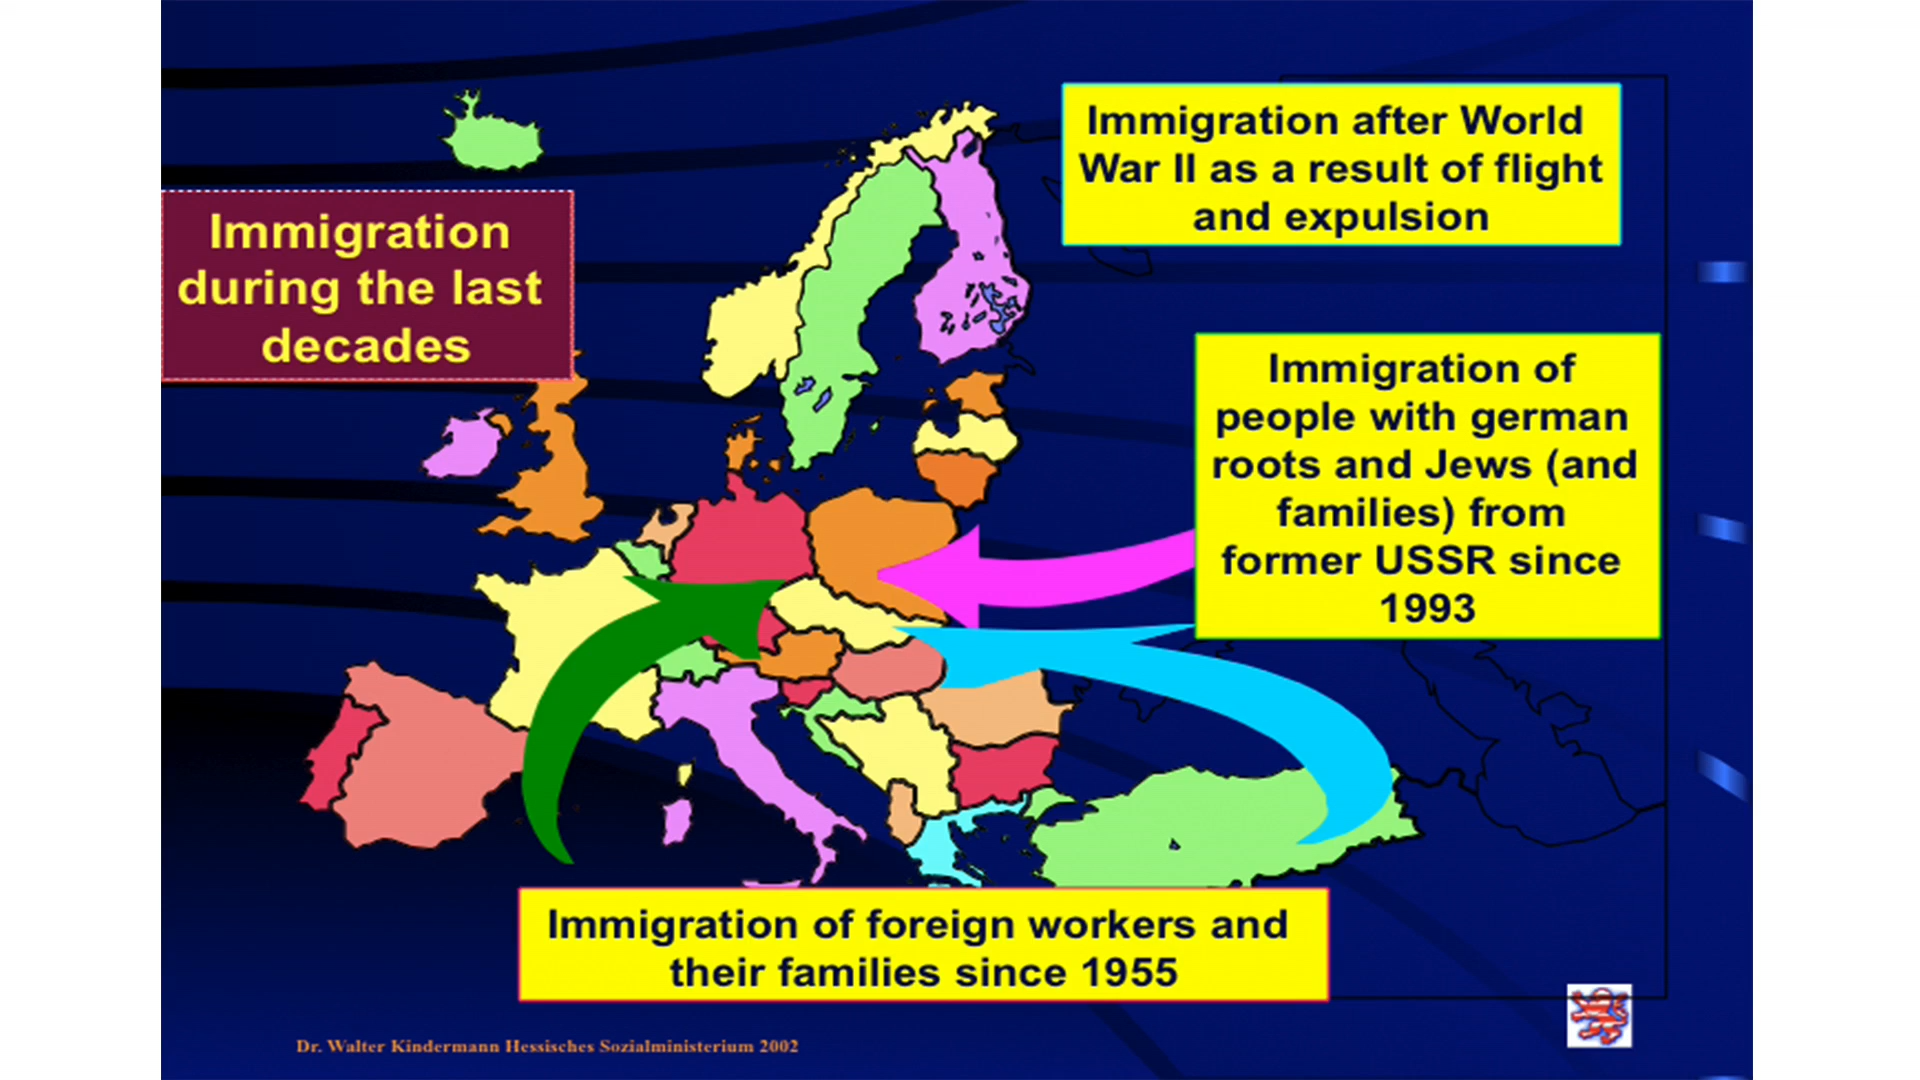 Immigration
during the last
decades
Immigration after World
War II as a result of flight
and expulsion
Immigration of
people with german
roots and Jews (and
families) from
former USSR since
1993
Immigration of foreign workers and
their families since 1955
Dr. Walter Kindermann Hessisches Sozialministerium 2002